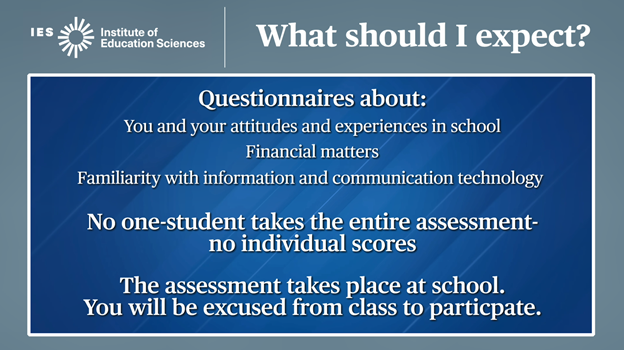 IES
Institute of
Education Sciences
What should I expect?
Questionnaires about:
You and your attitudes and experiences in school
Financial matters
Familiarity with information and communication technology
No one-student takes the entire assessment-
no individual scores
The assessment takes place at school.
You will be excused from class to particpate.